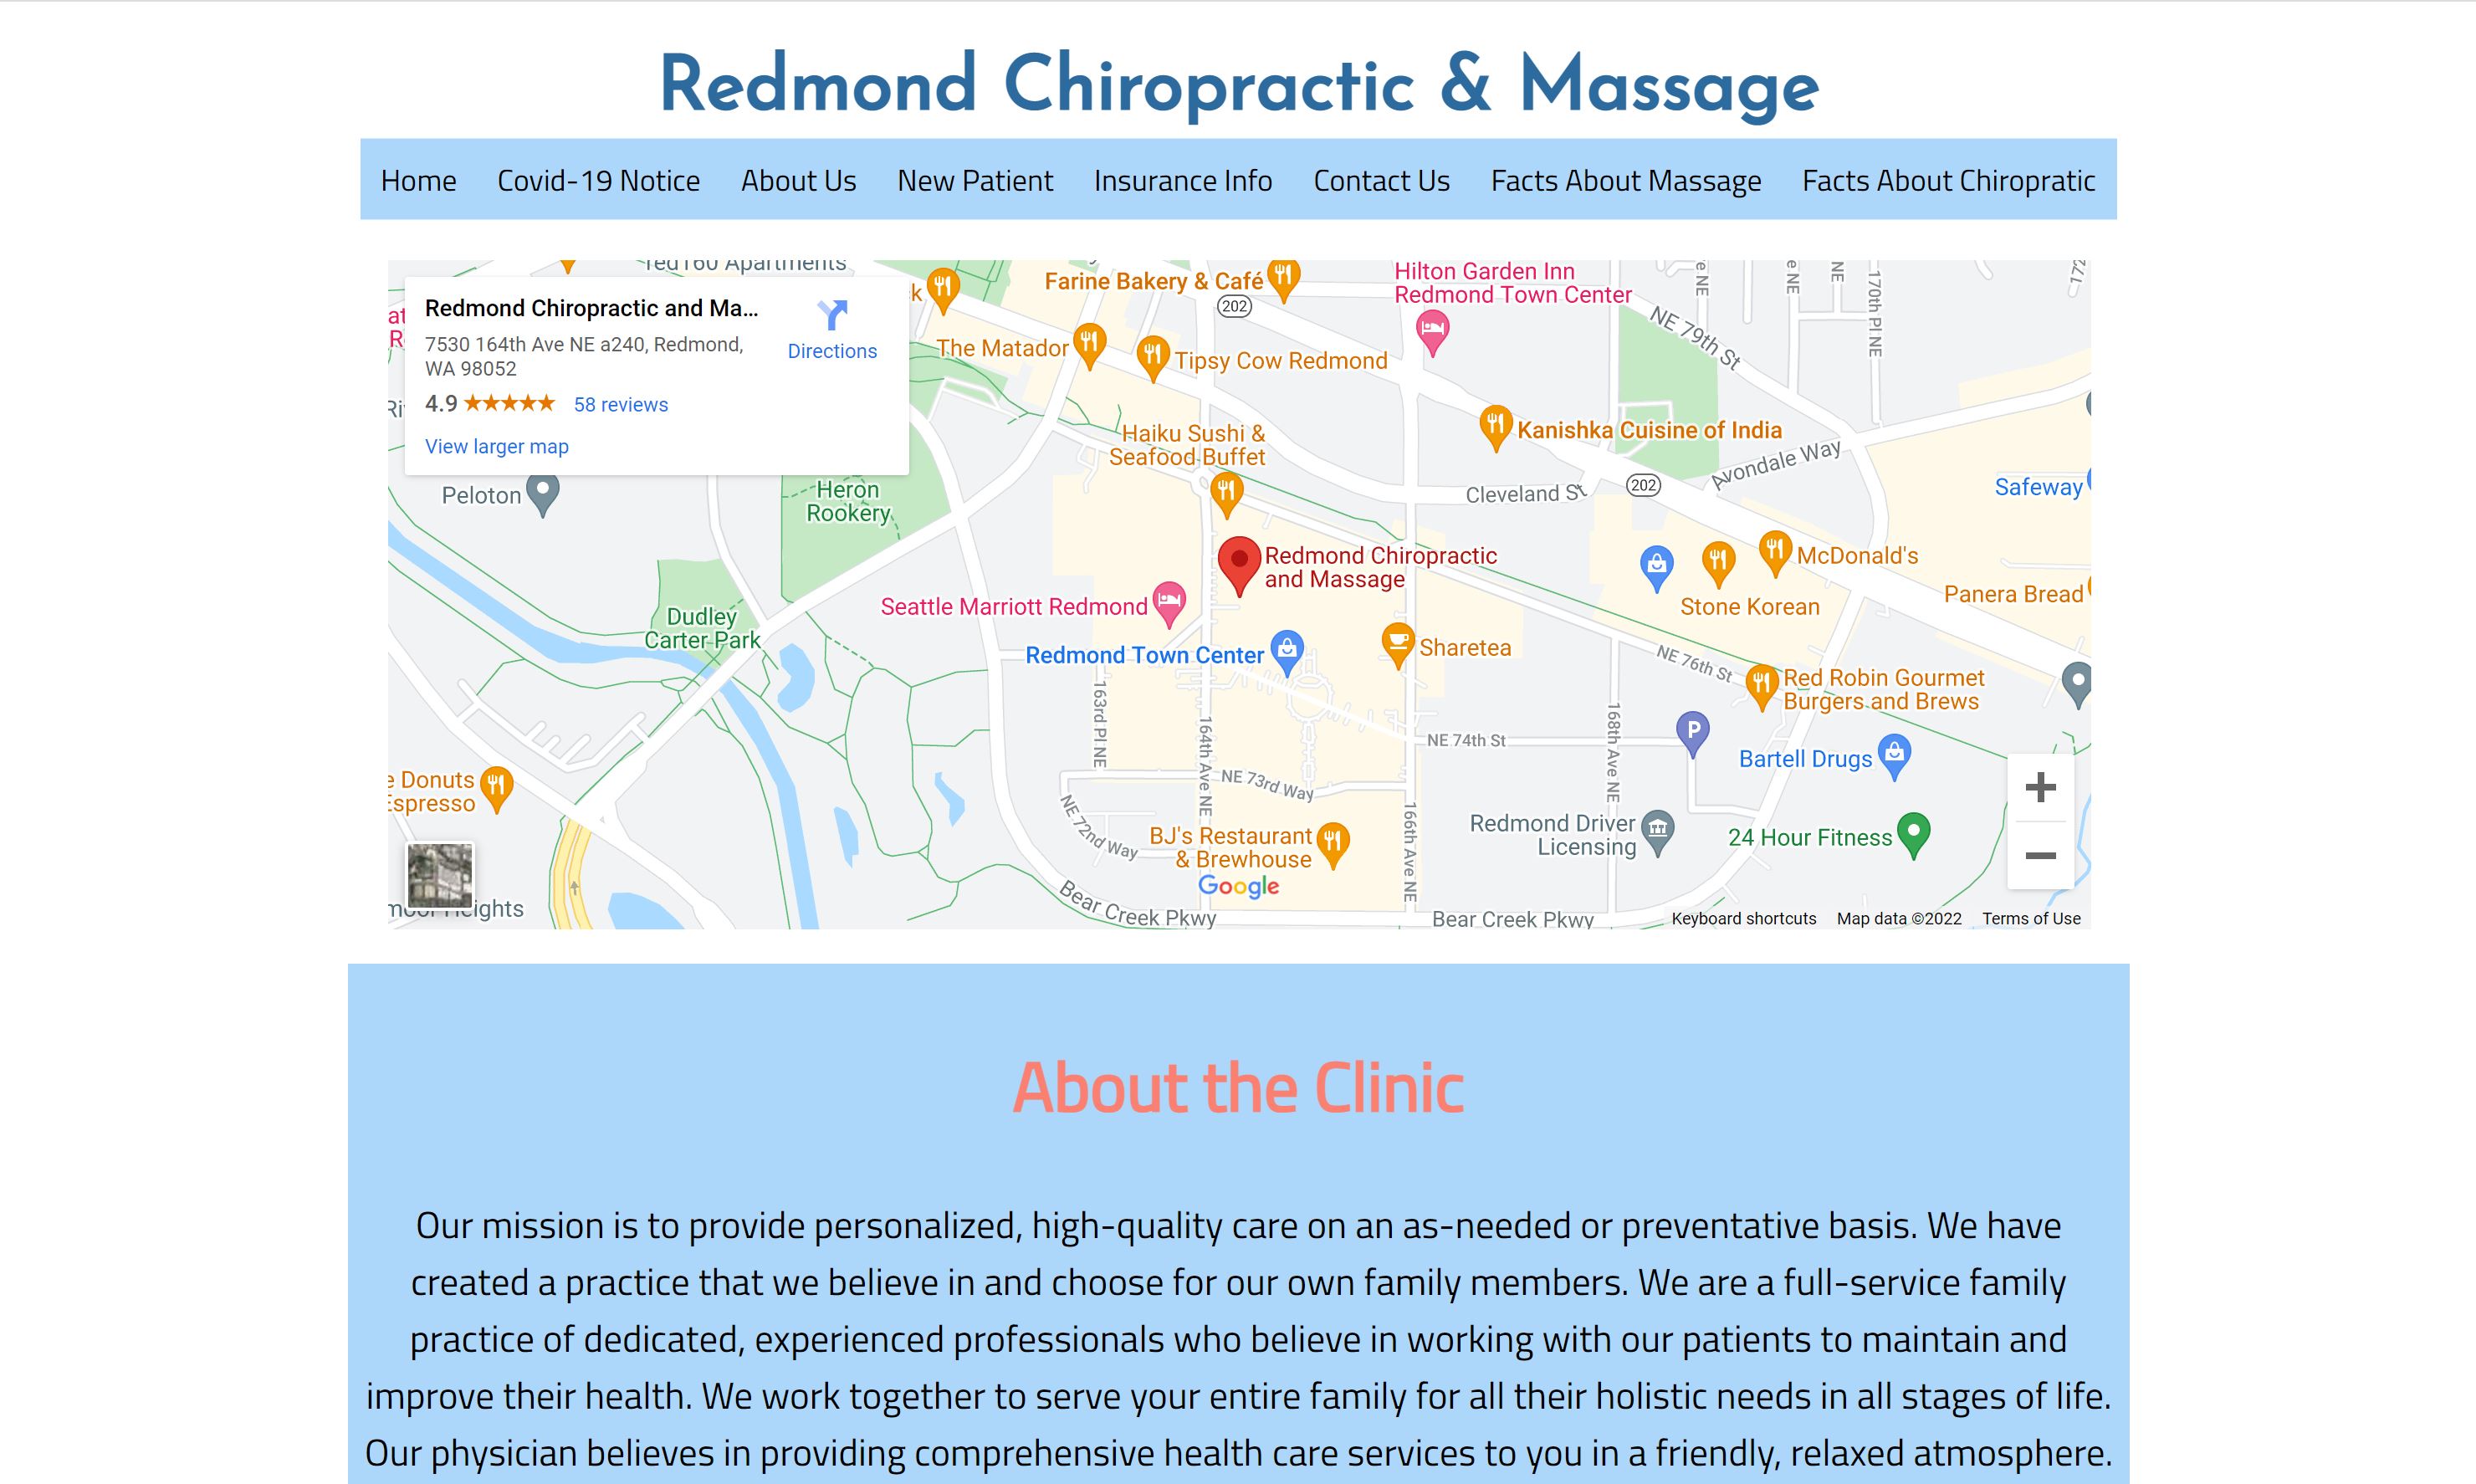 Redmond Chiropractic & Massage
Home Covid-19 Notice About Us New Patient Insurance Info Contact Us Facts About Massage Facts About Chiropratic
Redmond Chiropractic and Ma...
Directions
7530 164th Ave NE a240, Redmond,
WA 98052
4.9 58 reviews
View larger map
Farine Bakery & Café
202
Hilton Garden Inn
Redmond Town Center
NE 79th St
170th Pl NE
The Matador
Tipsy Cow Redmond
Haiku Sushi &
Seafood Buffet
Kanishka Cuisine of India
Avondale Way
Cleveland St
202
Safeway
Peloton
Heron
Rookery
Redmond Chiropractic
and Massage
McDonald's
Stone Korean
Panera Bread
Seattle Marriott Redmond
Dudley
Carter Park
Redmond Town Center
Sharetea
NE 76th St
Red Robin Gourmet
Burgers and Brews
163rd Pl NE
164th Ave NE
168th Ave NE
NE 74th St
P
Bartell Drugs
e Donuts
Espresso
NE 73rd Way
NE 72nd Way
166th Ave NE
BJ's Restaurant
& Brewhouse
Redmond Driver
Licensing
24 Hour Fitness
Google
Bear Creek Pkwy
Bear Creek Pkwy
Keyboard shortcuts Map data ©2022 Terms of Use
About the Clinic
Our mission is to provide personalized, high-quality care on an as-needed or preventative basis. We have
created a practice that we believe in and choose for our own family members. We are a full-service family
practice of dedicated, experienced professionals who believe in working with our patients to maintain and
improve their health. We work together to serve your entire family for all their holistic needs in all stages of life.
Our physician believes in providing comprehensive health care services to you in a friendly, relaxed atmosphere.